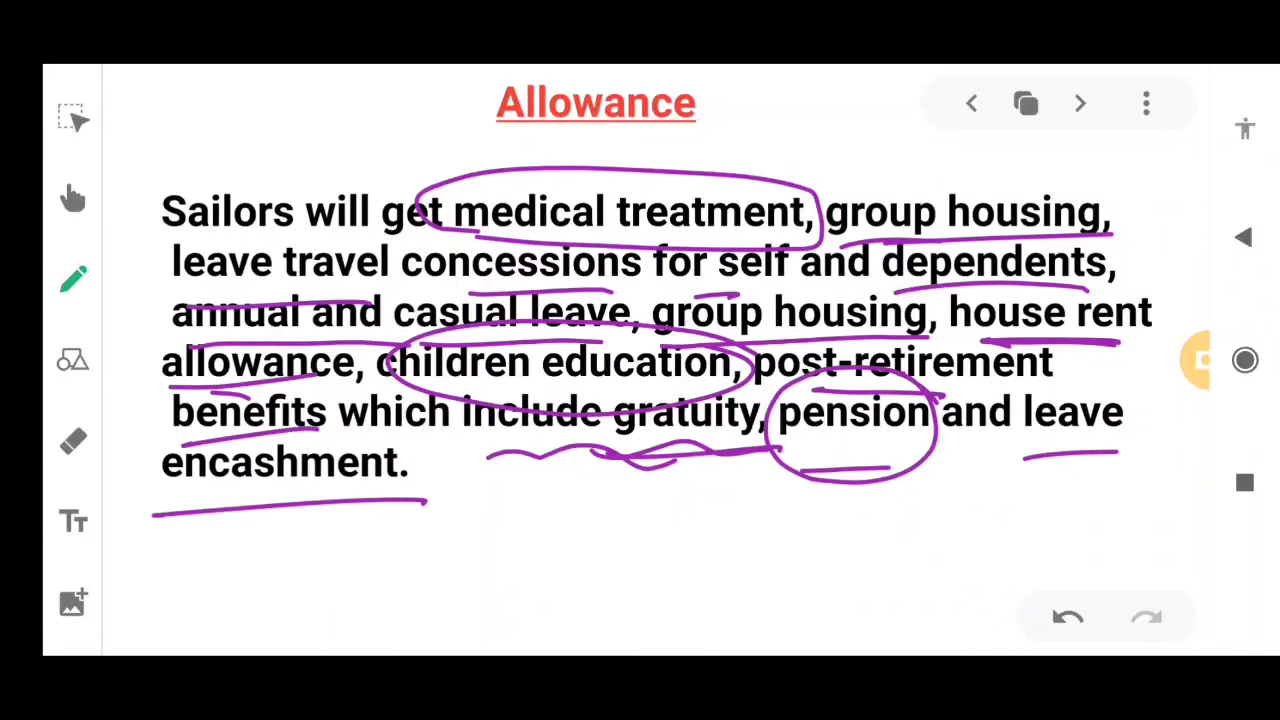 Allowance
Sailors will get medical treatment, group housing,
leave travel concessions for self and dependents,
annual and casual leave, group housing, house rent
allowance, children education, post-retirement
benefits which include gratuity, pension and leave
encashment.
TT